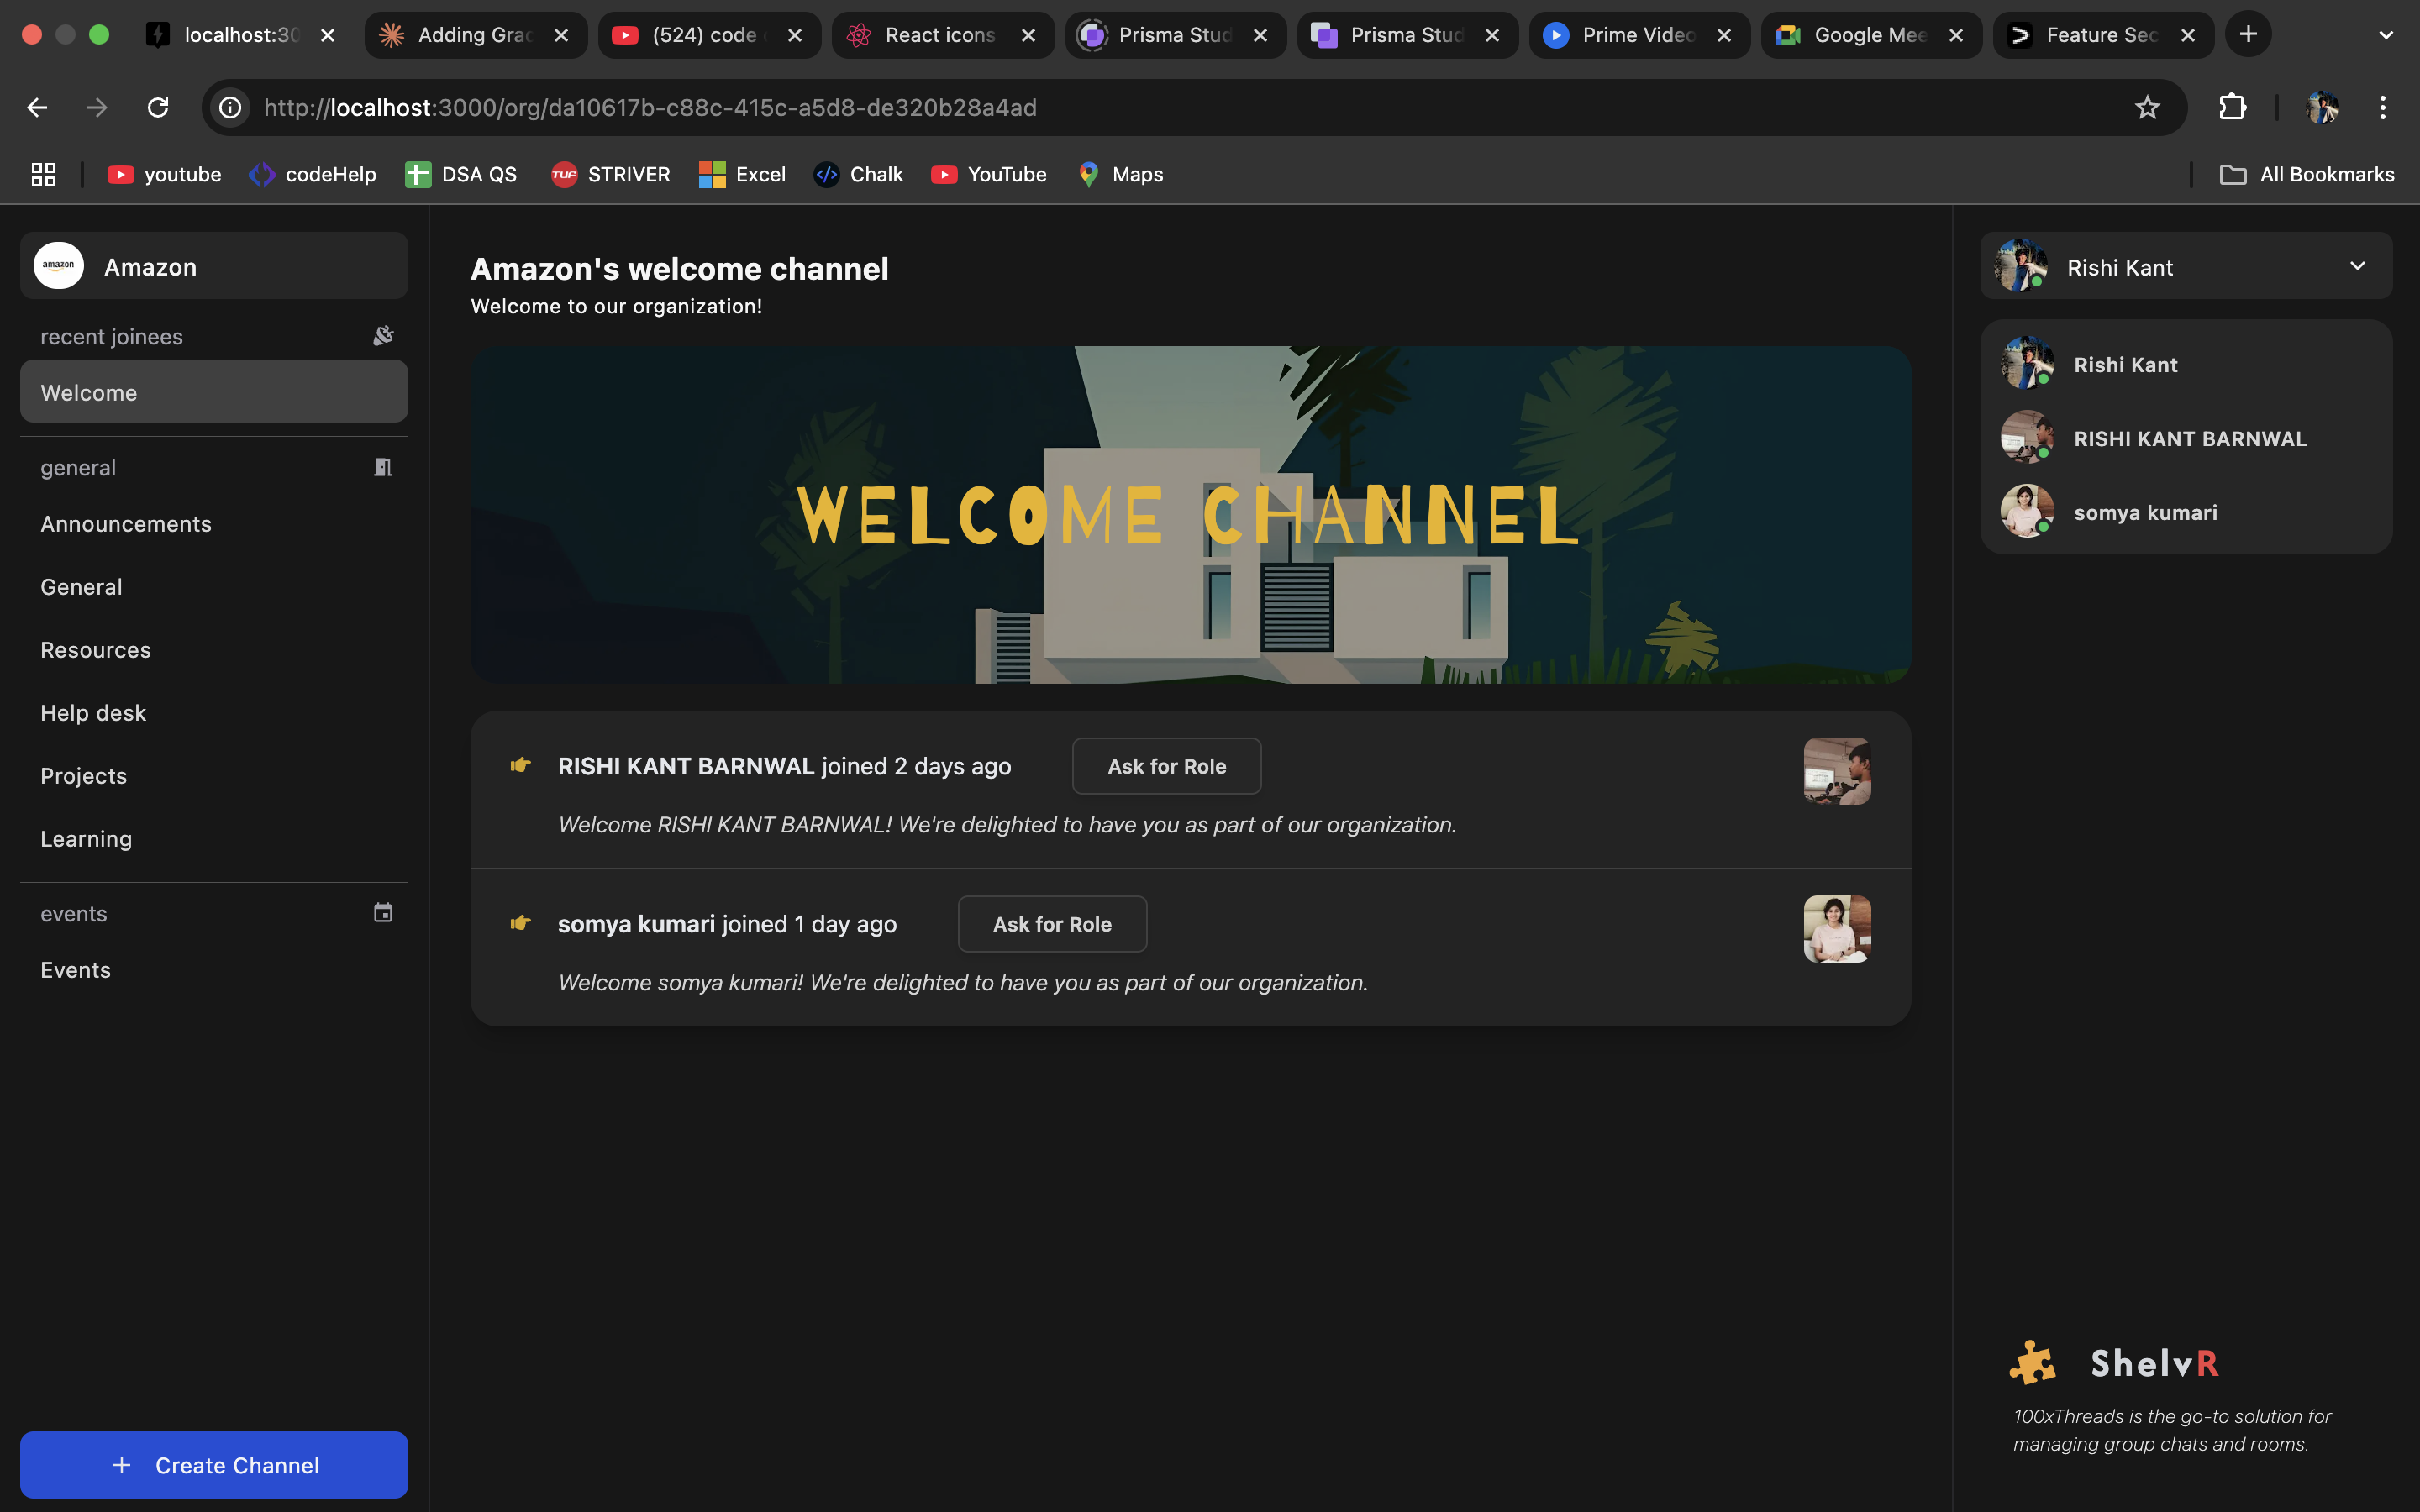 localhost:30
Adding Grac
(524) code
React icons
Prisma Stud
Prisma Stud
Prime Video
Google Mee
Feature Sec
http://localhost:3000/org/da10617b-c88c-415c-a5d8-de320b28a4ad
youtube
codeHelp
DSA QS
TUF
STRIVER
Excel
Chalk
YouTube
Maps
All Bookmarks
amazon
Amazon
recent joinees
Welcome
general
Announcements
General
Resources
Help desk
Projects
Learning
events
Events
Create Channel
Amazon's welcome channel
Welcome to our organization!
WELCOME CHANNEL
RISHI KANT BARNWAL joined 2 days ago
Ask for Role
Welcome RISHI KANT BARNWAL! We're delighted to have you as part of our organization.
somya kumari joined 1 day ago
Ask for Role
Welcome somya kumari! We're delighted to have you as part of our organization.
Rishi Kant
Rishi Kant
RISHI KANT BARNWAL
somya kumari
ShelvR
100xThreads is the go-to solution for
managing group chats and rooms.